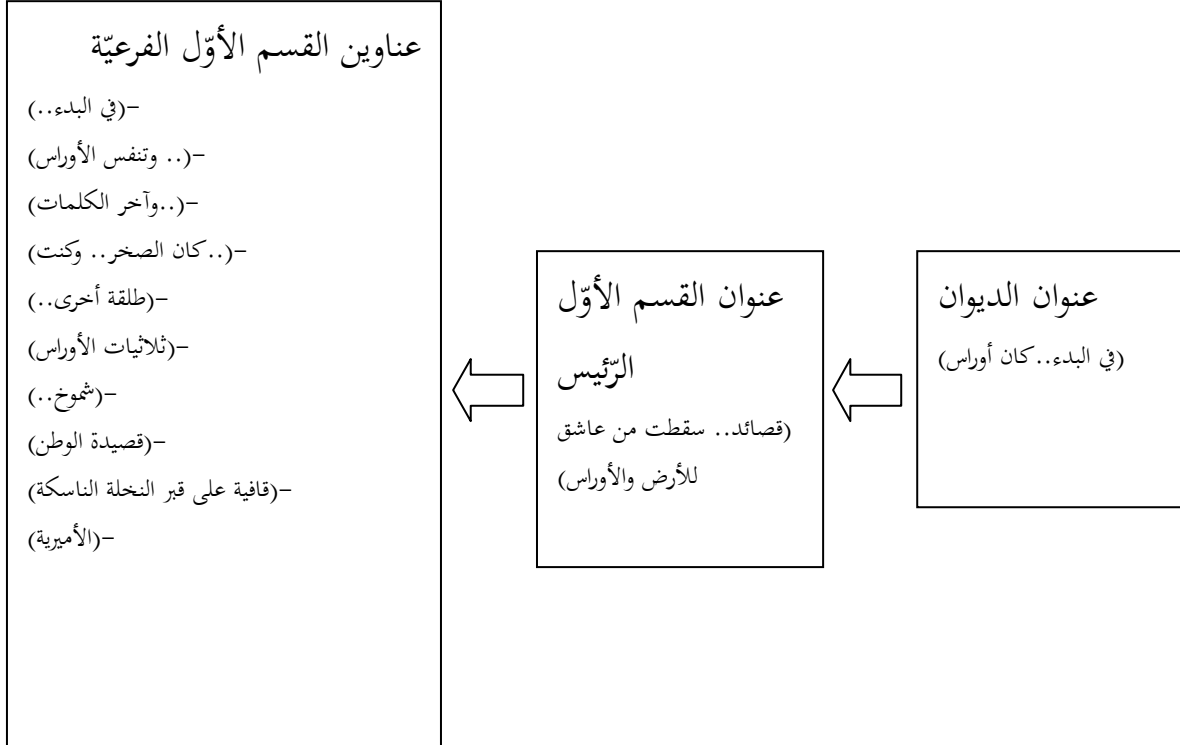 عنوان الديوان
(في البدء..كان أوراس)
عنوان القسم الأوّل
الرّئيس
(قصائد.. سقطت من عاشق
للأرض والأوراس)
عناوين القسم الأوّل الفرعيّة
-(في البدء..)
-(.. وتنفس الأوراس)
-(..وآخر الكلمات)
-(..كان الصخر.. وكنت)
-(طلقة أخرى..)
-(ثلاثيات الأوراس)
-(شموخ..)
-(قصيدة الوطن)
-(قافية على قبر النخلة الناسكة)
-(الأميرية)